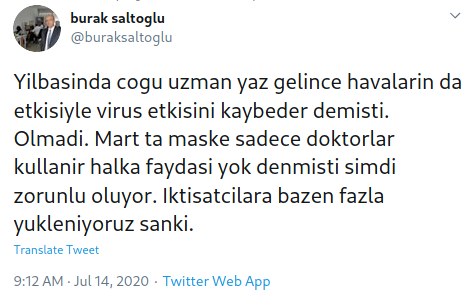 burak saltoglu
@buraksaltoglu
Yilbasinda cogu uzman yaz gelince havalarin da
etkisiyle virus etkisini kaybeder demisti.
Olmadi. Mart ta maske sadece doktorlar
kullanir halka faydasi yok denmisti simdi
zorunlu oluyor. Iktisatcilara bazen fazla
yukleniyoruz sanki.
Translate Tweet
9:12 AM · Jul 14, 2020 · Twitter Web App